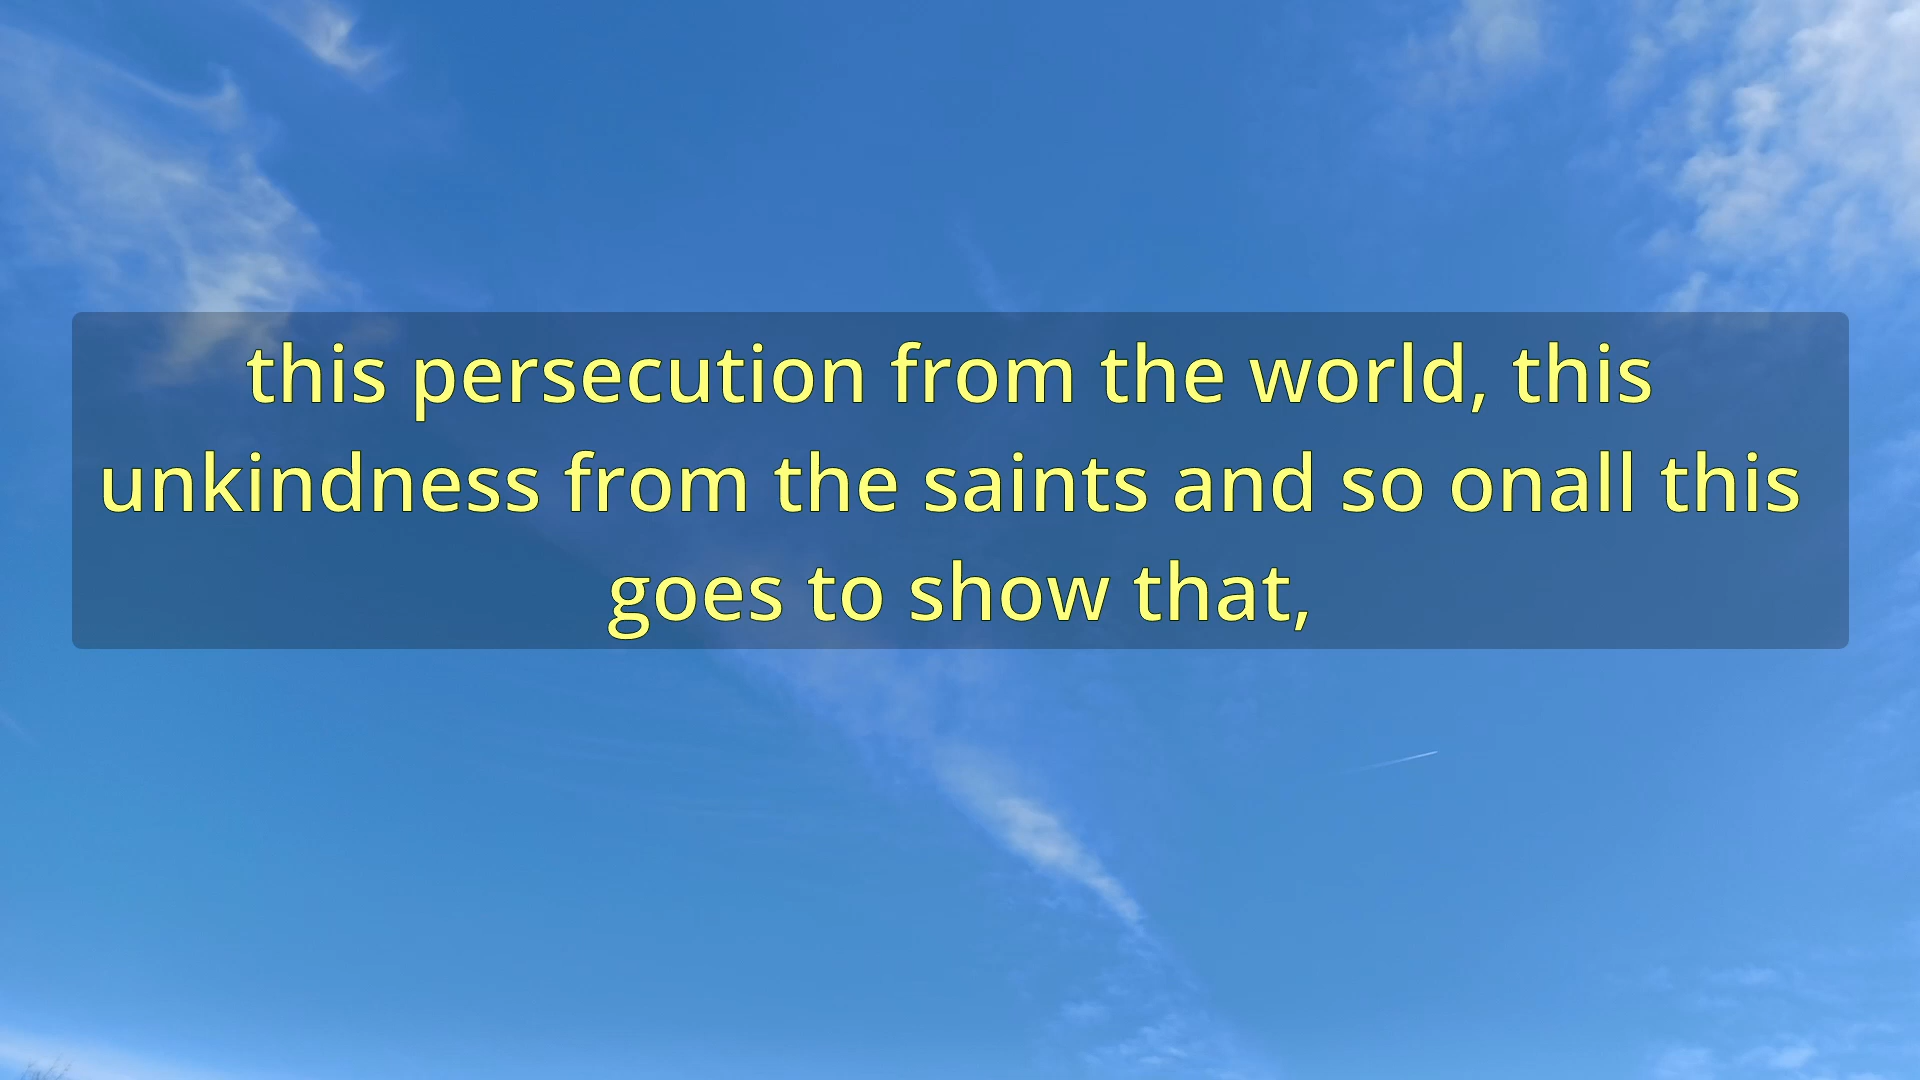 this persecution from the world, this
unkindness from the saints and so onall this
goes to show that,